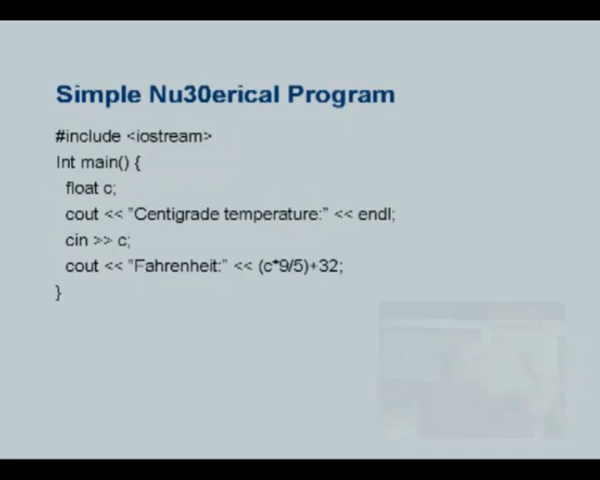 Simple Nu30erical Program
#include <iostream>
Int main() {
float c;
cout << "Centigrade temperature:" << endl;
cin >> c;
cout << "Fahrenheit:" << (c*9/5)+32;
}